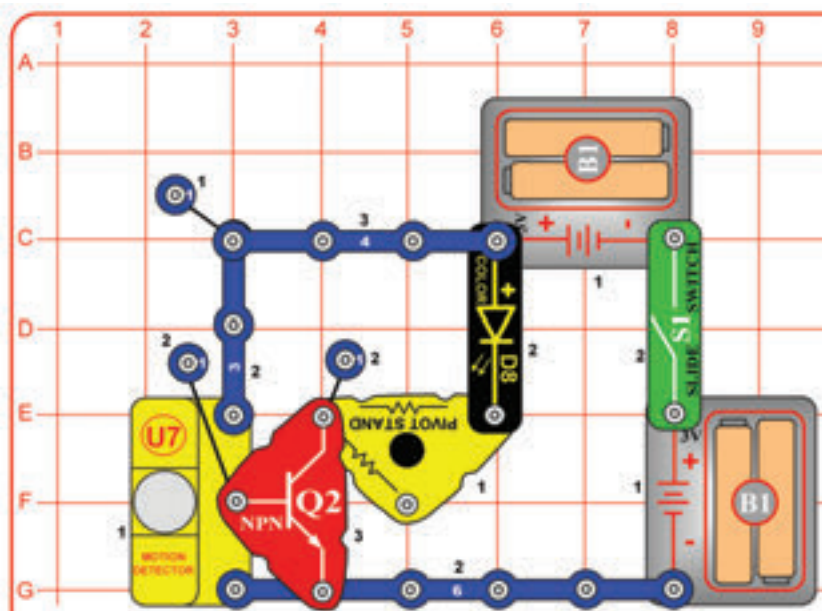 1 2 3 4 5 6 7 8 9
A
B
B1
1
1
3
C
4
3V
+ -
1
COLOR
+
D
D8
2
S1
SLIDE SWITCH
2
2
1
1
2
3
2
E
U7
PIVOT STAND
3V
+
F
1
NPN
Q2
1
1
B1
-
MOTION
DETECTOR
3
G
2
6